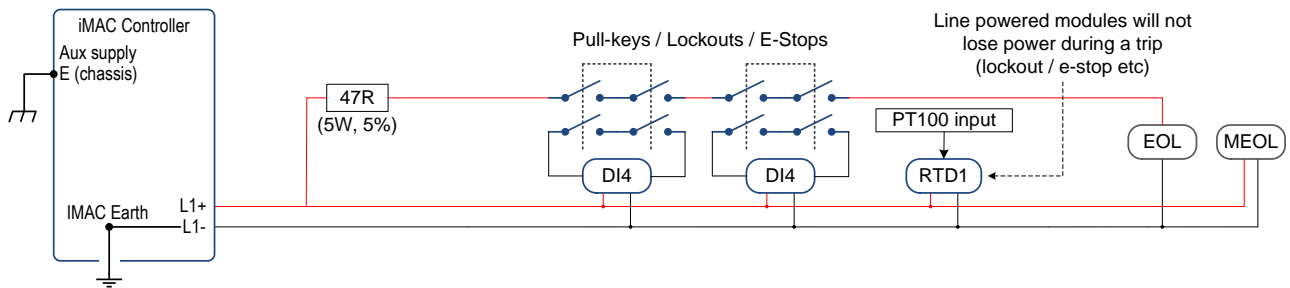 iMAC Controller
Aux supply
E (chassis)
IMAC Earth
L1+
L1-
47R
(5W, 5%)
Pull-keys / Lockouts / E-Stops
DI4
DI4
Line powered modules will not
lose power during a trip
(lockout / e-stop etc)
PT100 input
RTD1
EOL
MEOL